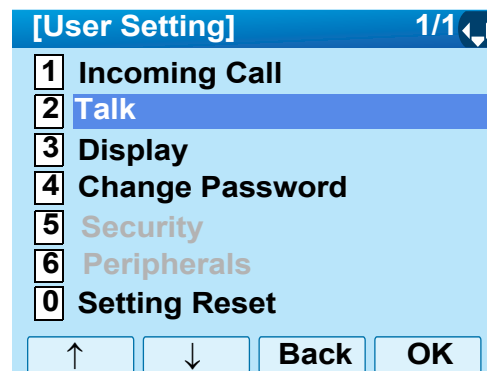 [User Setting] 1/1
1 Incoming Call
2 Talk
3 Display
4 Change Password
5 Security
6 Peripherals
0 Setting Reset
↑ ↓ Back OK